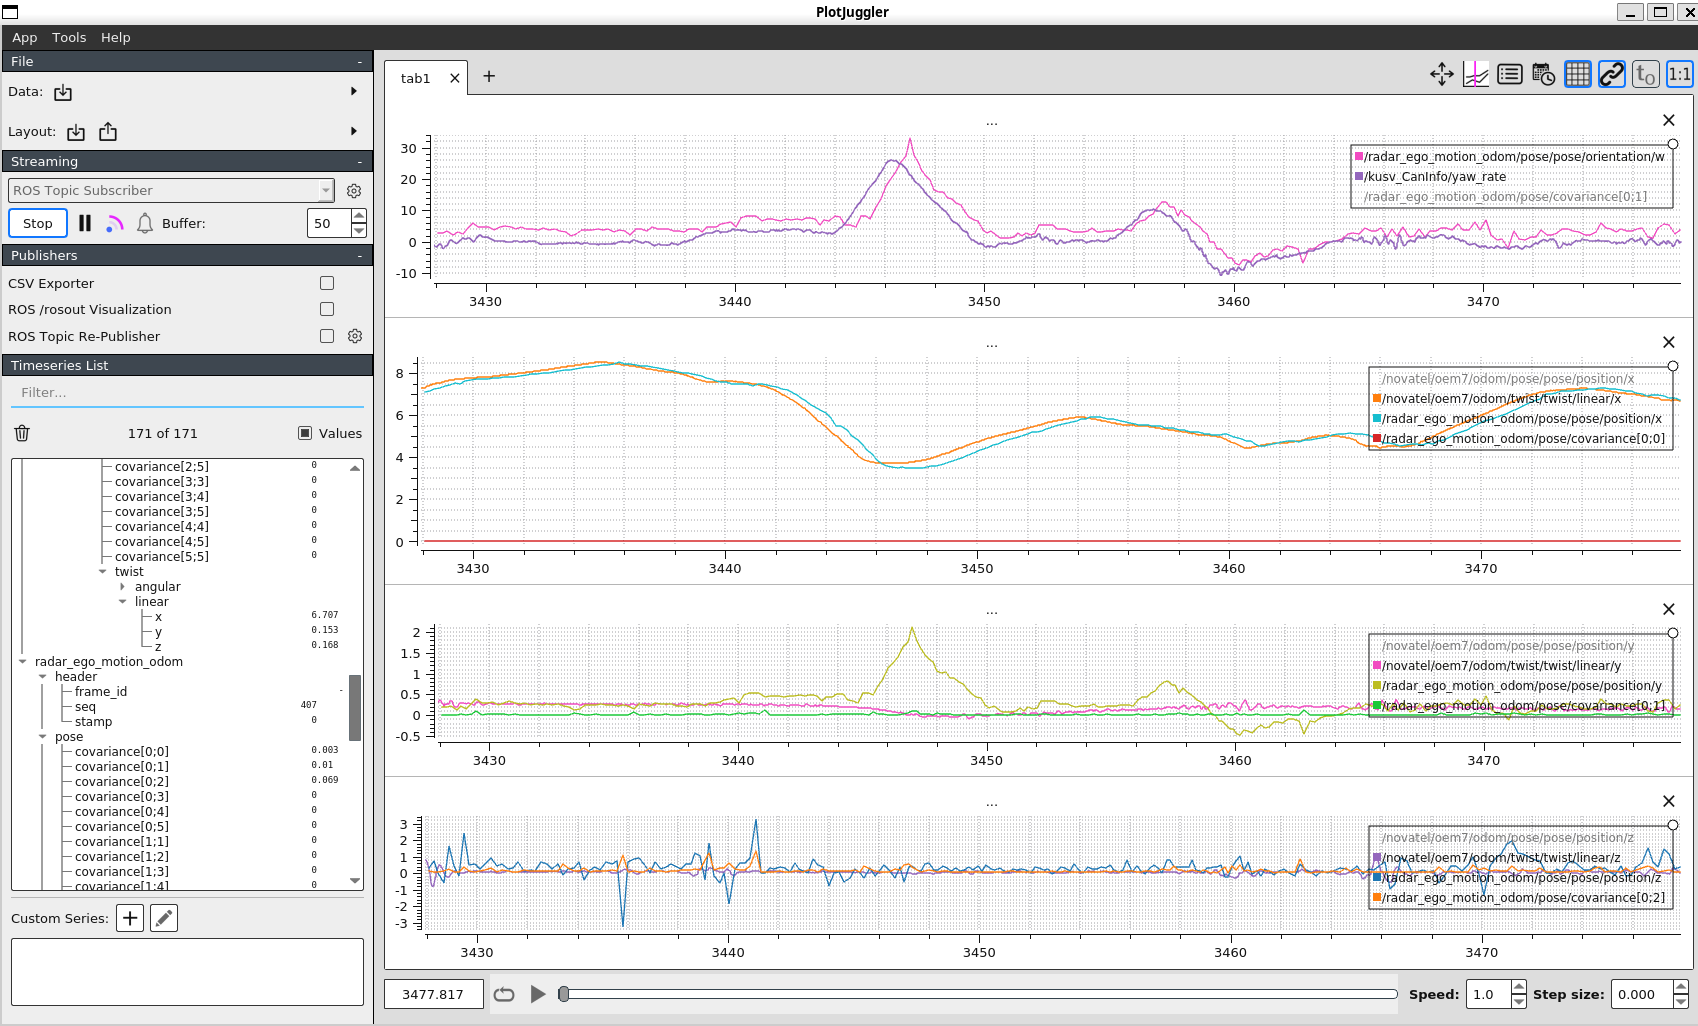 PlotJuggler
App Tools Help
File -
Data:
Layout:
Streaming -
ROS Topic Subscriber
Stop Buffer: 50
Publishers -
CSV Exporter
ROS /rosout Visualization
ROS Topic Re-Publisher
Timeseries List
Filter...
171 of 171 Values
covariance[2;5] 0
covariance[3;3] 0
covariance[3;4] 0
covariance[3;5] 0
covariance[4;4] 0
covariance[4;5] 0
covariance[5;5] 0
twist
angular
linear
x 6.707
y 0.153
z 0.168
radar_ego_motion_odom
header
frame_id -
seq 407
stamp 0
pose
covariance[0;0] 0.003
covariance[0;1] 0.01
covariance[0;2] 0.069
covariance[0;3] 0
covariance[0;4] 0
covariance[0;5] 0
covariance[1;1] 0
covariance[1;2] 0
covariance[1;3] 0
covariance[1;4] 0
Custom Series:
tab1
t0 1:1
...
30
20
10
0
-10
3430 3440 3450 3460 3470
/radar_ego_motion_odom/pose/pose/orientation/w
/kusv_CanInfo/yaw_rate
/radar_ego_motion_odom/pose/covariance[0;1]
...
8
6
4
2
0
3430 3440 3450 3460 3470
/novatel/oem7/odom/pose/pose/position/x
/novatel/oem7/odom/twist/twist/linear/x
/radar_ego_motion_odom/pose/pose/position/x
/radar_ego_motion_odom/pose/covariance[0;0]
...
2
1.5
1
0.5
0
-0.5
3430 3440 3450 3460 3470
/novatel/oem7/odom/pose/pose/position/y
/novatel/oem7/odom/twist/twist/linear/y
/radar_ego_motion_odom/pose/pose/position/y
/radar_ego_motion_odom/pose/covariance[0;1]
...
3
2
1
0
-1
-2
-3
3430 3440 3450 3460 3470
/novatel/oem7/odom/pose/pose/position/z
/novatel/oem7/odom/twist/twist/linear/z
/radar_ego_motion_odom/pose/pose/position/z
/radar_ego_motion_odom/pose/covariance[0;2]
3477.817 Speed: 1.0 Step size: 0.000